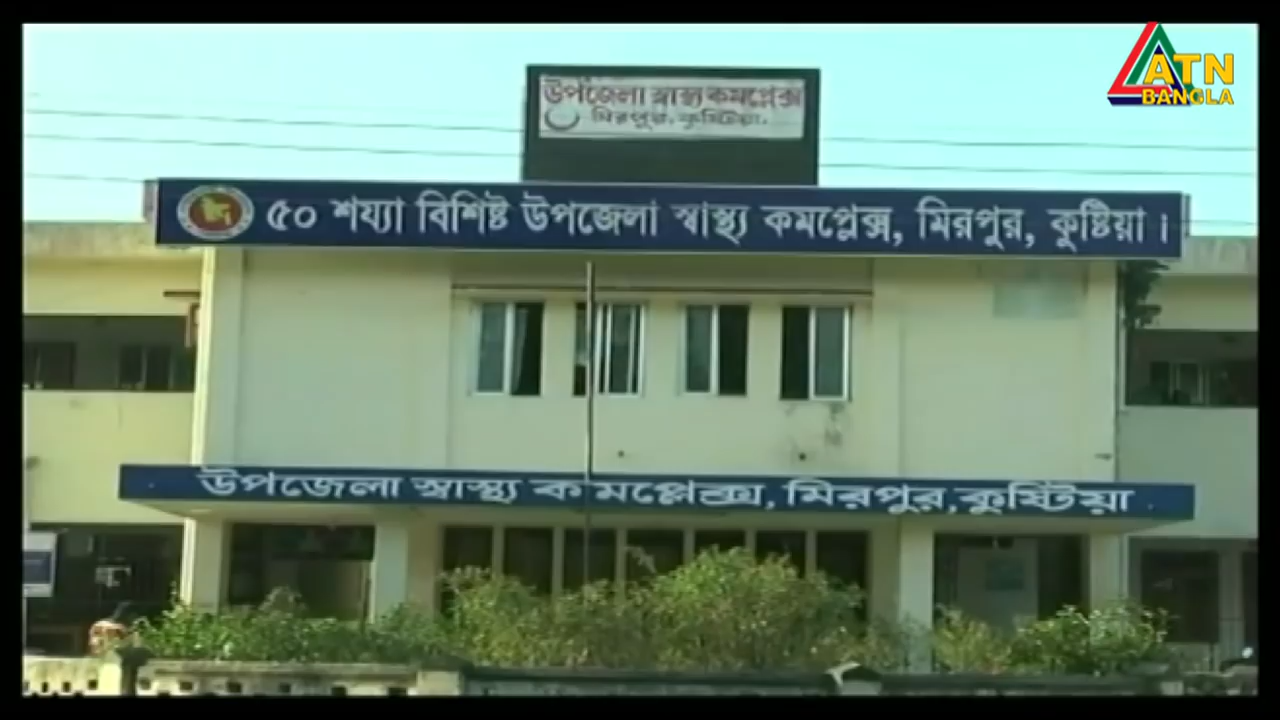 ATN
BANGLA
উপজেলা স্বাস্থ্য কমপ্লেক্স
মিরপুর. কুষ্টিয়া.
৫০ শয্যা বিশিষ্ট উপজেলা স্বাস্থ্য কমপ্লেক্স, মিরপুর, কুষ্টিয়া।
উপজেলা স্বাস্থ্য কমপ্লেক্স, মিরপুর, কুষ্টিয়া